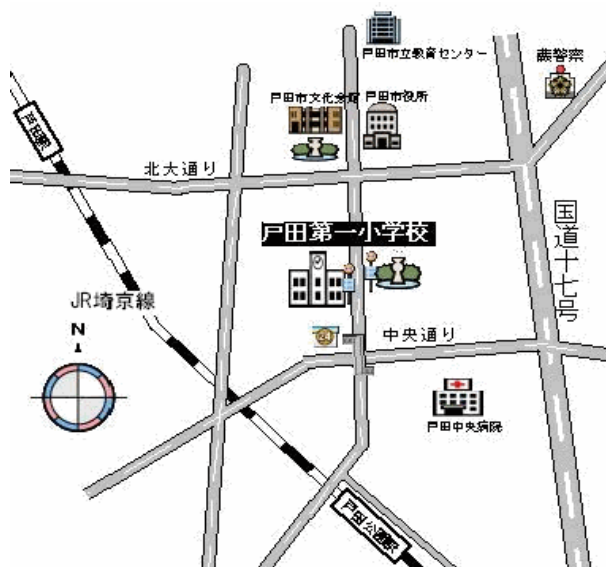 戸田市立教育センター
蕨警察
戸田市文化会館
戸田市役所
戸田駅
北大通り
戸田第一小学校
国道十七号
JR埼京線
N
中央通り
戸田中央病院
戸田公園駅